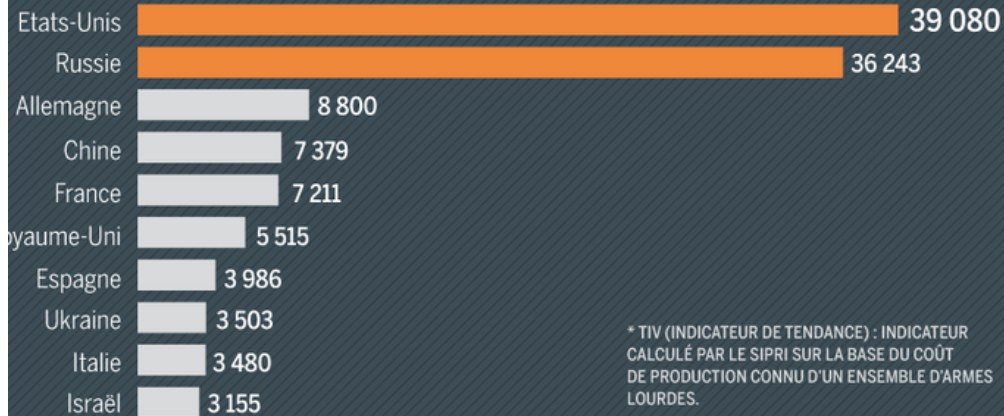 Etats-Unis 39 080
Russie 36 243
Allemagne 8 800
Chine 7 379
France 7 211
oyaume-Uni 5 515
Espagne 3 986
Ukraine 3 503
Italie 3 480
Israël 3 155
* TIV (INDICATEUR DE TENDANCE) : INDICATEUR
CALCULÉ PAR LE SIPRI SUR LA BASE DU COÛT
DE PRODUCTION CONNU D'UN ENSEMBLE D'ARMES
LOURDES.